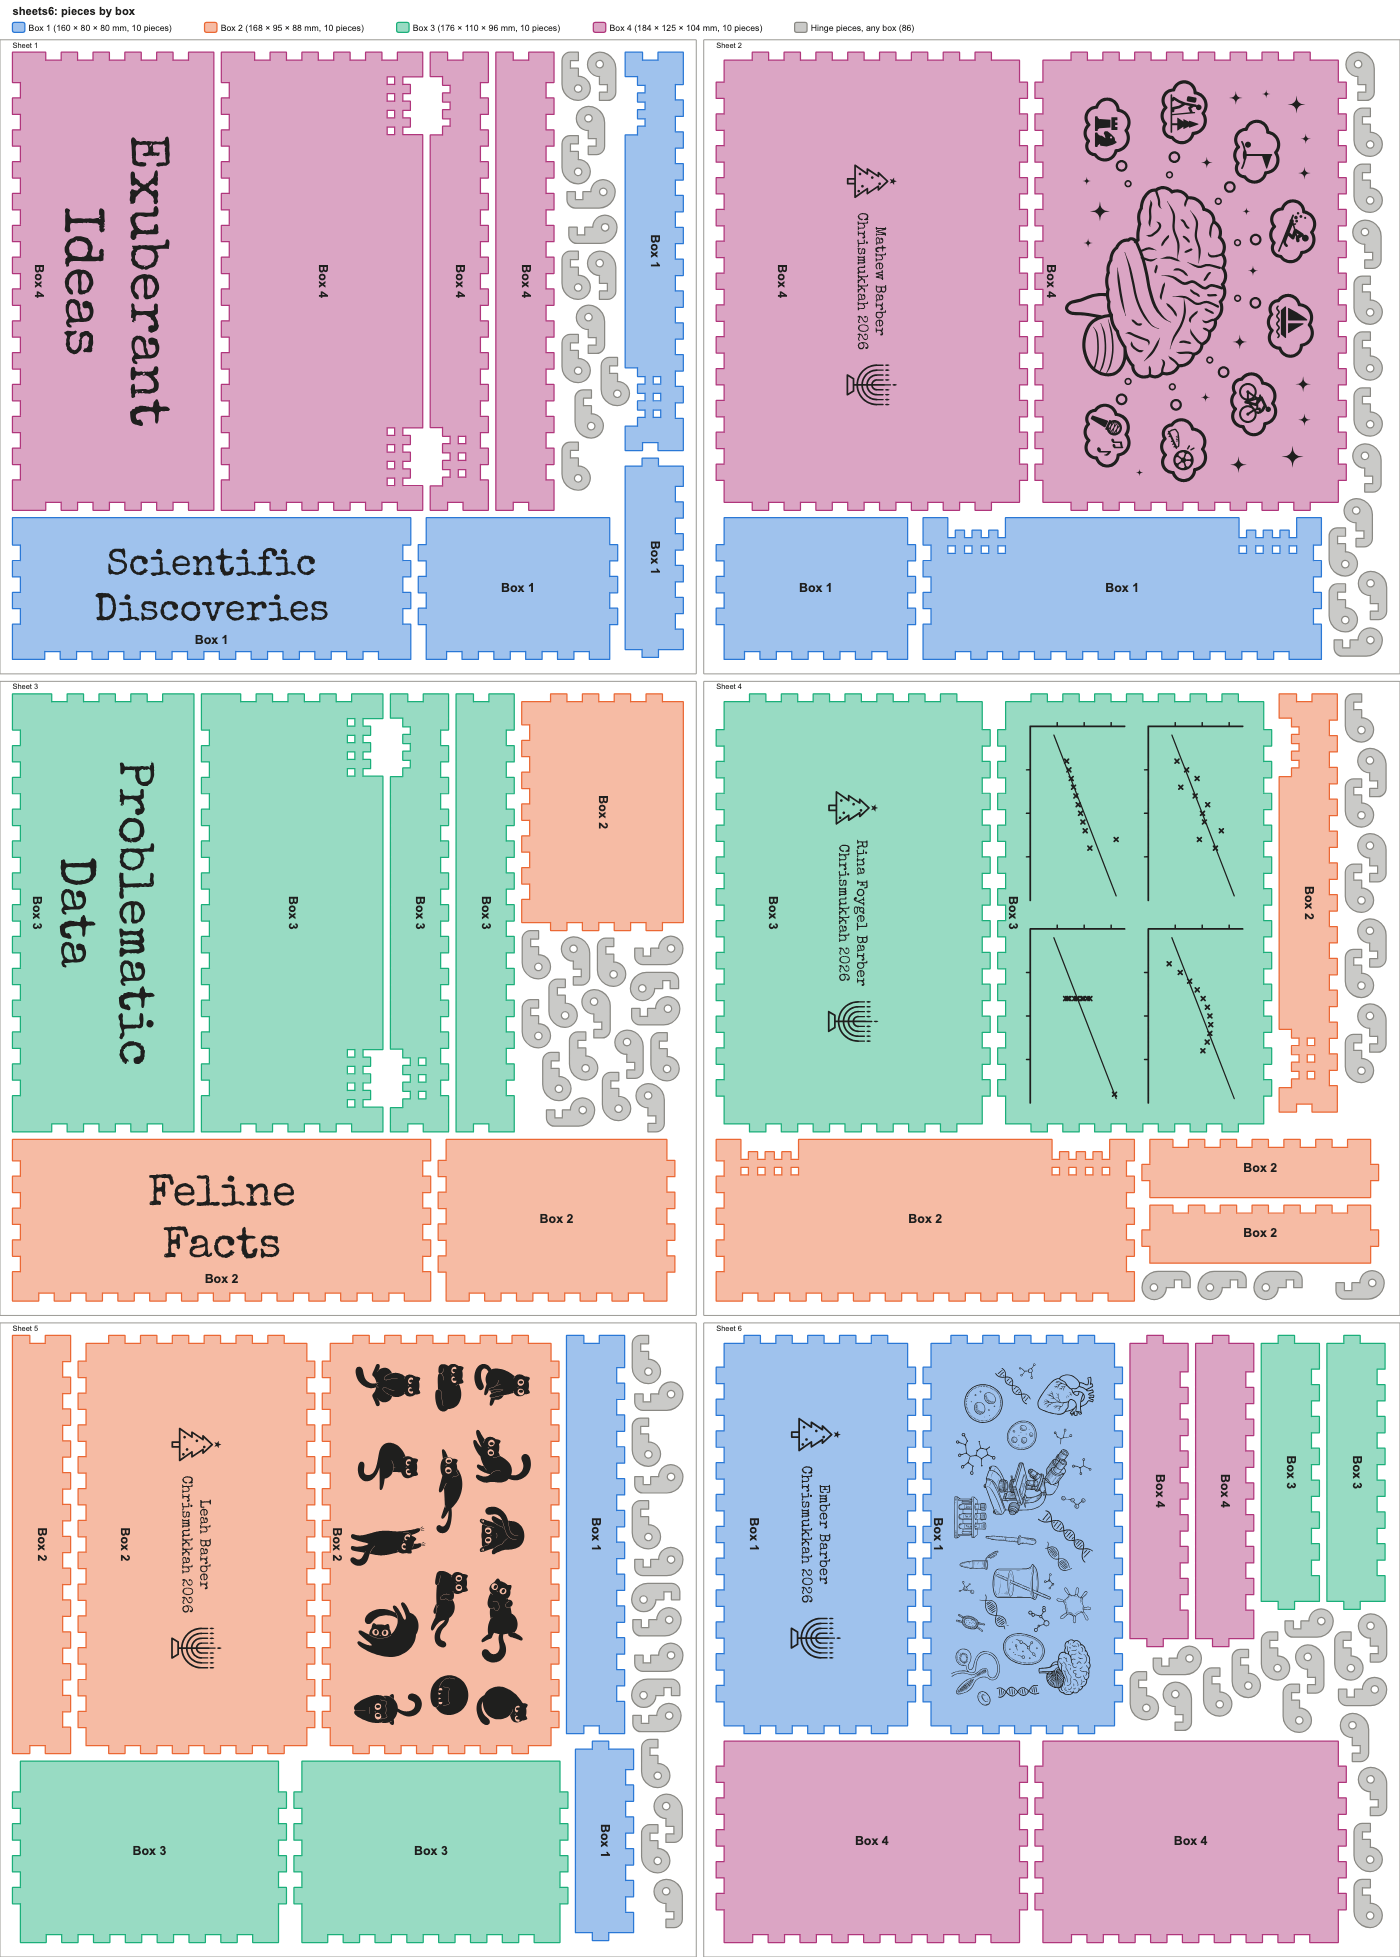 sheets6: pieces by box
Box 1 (160 × 80 × 80 mm, 10 pieces)
Box 2 (168 × 95 × 88 mm, 10 pieces)
Box 3 (176 × 110 × 96 mm, 10 pieces)
Box 4 (184 × 125 × 104 mm, 10 pieces)
Hinge pieces, any box (86)
Sheet 1
Exuberant
Ideas
Box 4
Box 4
Box 4
Box 4
Box 1
Scientific
Discoveries
Box 1
Box 1
Box 1
Sheet 2
Box 4
Mathew Barber
Chrismukkah 2026
Box 4
Box 1
Box 1
Sheet 3
Problematic
Data
Box 3
Box 3
Box 3
Box 3
Box 2
Feline
Facts
Box 2
Box 2
Sheet 4
Box 3
Rina Foygel Barber
Chrismukkah 2026
Box 3
Box 2
Box 2
Box 2
Box 2
Sheet 5
Box 2
Box 2
Leah Barber
Chrismukkah 2026
Box 2
Box 1
Box 3
Box 3
Box 1
Sheet 6
Box 1
Ember Barber
Chrismukkah 2026
Box 1
Box 4
Box 4
Box 3
Box 3
Box 4
Box 4